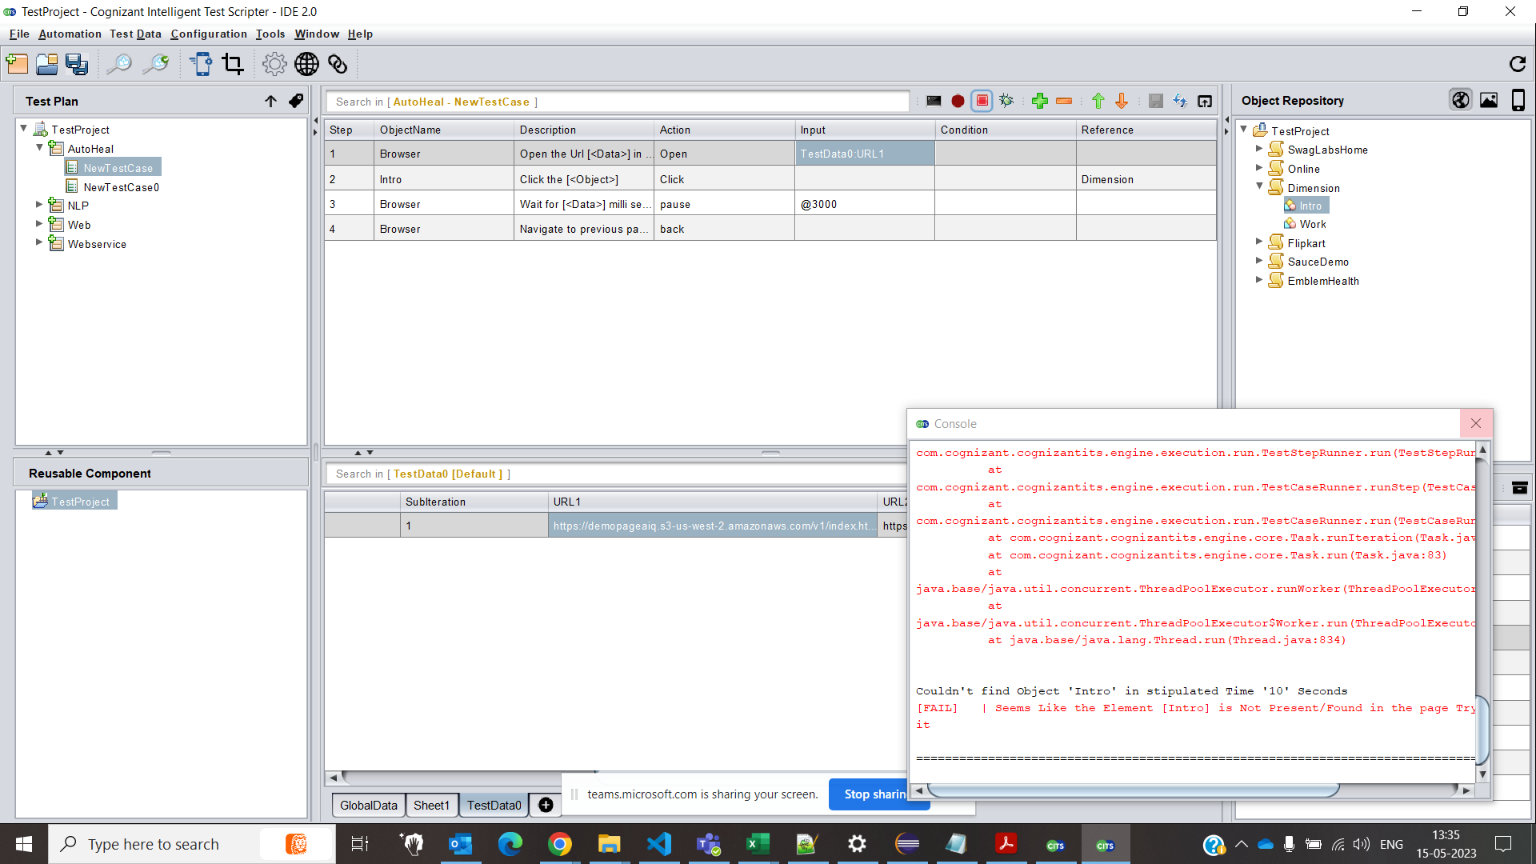 TestProject - Cognizant Intelligent Test Scripter - IDE 2.0
File Automation Test Data Configuration Tools Window Help
Test Plan
TestProject
AutoHeal
NewTestCase
NewTestCase0
NLP
Web
Webservice
Reusable Component
TestProject
Search in [ AutoHeal - NewTestCase ]
Step ObjectName Description Action Input Condition Reference
1 Browser Open the Url [<Data>] in ... Open TestData0:URL1
2 Intro Click the [<Object>] Click Dimension
3 Browser Wait for [<Data>] milli se... pause @3000
4 Browser Navigate to previous pa... back
Search in [ TestData0 [Default ] ]
SubIteration URL1
1 https://demopageaiq.s3-us-west-2.amazonaws.com/v1/index.ht... https
GlobalData Sheet1 TestData0
Object Repository
TestProject
SwagLabsHome
Online
Dimension
Intro
Work
Flipkart
SauceDemo
EmblemHealth
Console
com.cognizant.cognizantits.engine.execution.run.TestStepRunner.run(TestStepRun
at
com.cognizant.cognizantits.engine.execution.run.TestCaseRunner.runStep(TestCas
at
com.cognizant.cognizantits.engine.execution.run.TestCaseRunner.run(TestCaseRun
at com.cognizant.cognizantits.engine.core.Task.runIteration(Task.jav
at com.cognizant.cognizantits.engine.core.Task.run(Task.java:83)
at
java.base/java.util.concurrent.ThreadPoolExecutor.runWorker(ThreadPoolExecutor
at
java.base/java.util.concurrent.ThreadPoolExecutor$Worker.run(ThreadPoolExecuto
at java.base/java.lang.Thread.run(Thread.java:834)
Couldn't find Object 'Intro' in stipulated Time '10' Seconds
[FAIL] | Seems Like the Element [Intro] is Not Present/Found in the page Try
it
================================================================================
teams.microsoft.com is sharing your screen. Stop sharin
Type here to search
ENG
13:35
15-05-2023